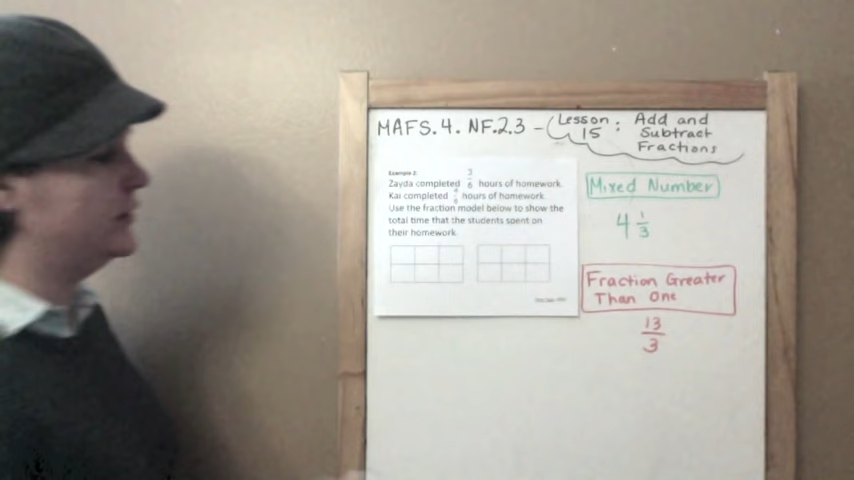 MAFS.4.NF.2.3 - Lesson 15: Add and Subtract Fractions
Example 2:
Zayda completed 3/6 hours of homework.
Kai completed 4/6 hours of homework.
Use the fraction model below to show the
total time that the students spent on
their homework.
Mixed Number
4 1/3
Fraction Greater
Than One
13/3